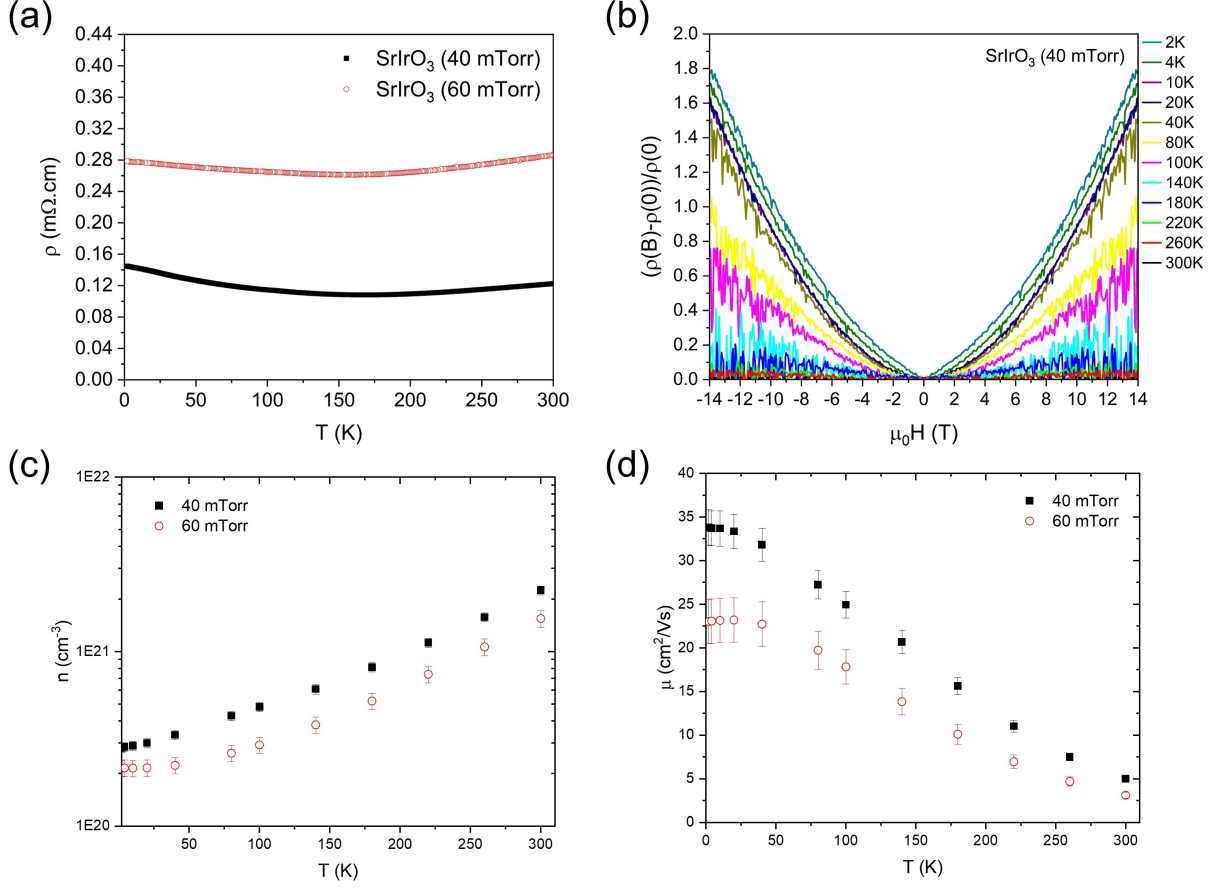 (a)
0.44
0.40
0.36
0.32
0.28
0.24
0.20
0.16
0.12
0.08
0.04
0.00
ρ (mΩ.cm)
SrIrO3 (40 mTorr)
SrIrO3 (60 mTorr)
0 50 100 150 200 250 300
T (K)
(b)
2.0
1.8
1.6
1.4
1.2
1.0
0.8
0.6
0.4
0.2
0.0
(ρ(B)-ρ(0))/ρ(0)
SrIrO3 (40 mTorr)
2K
4K
10K
20K
40K
80K
100K
140K
180K
220K
260K
300K
-14 -12 -10 -8 -6 -4 -2 0 2 4 6 8 10 12 14
μ0H (T)
(c)
1E22
1E21
1E20
n (cm-3)
40 mTorr
60 mTorr
50 100 150 200 250 300
T (K)
(d)
40
35
30
25
20
15
10
5
0
μ (cm2/Vs)
40 mTorr
60 mTorr
0 25 50 75 100 125 150 175 200 225 250 275 300
T (K)